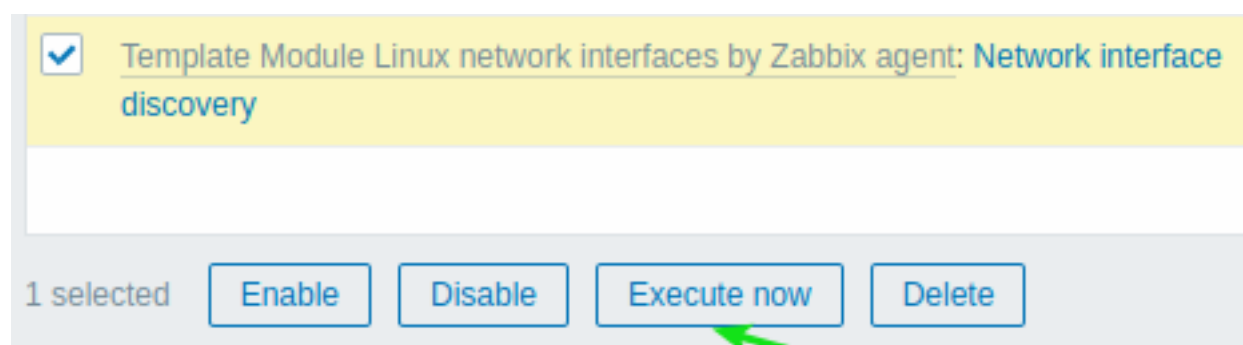 Template Module Linux network interfaces by Zabbix agent: Network interface
discovery
1 selected Enable Disable Execute now Delete